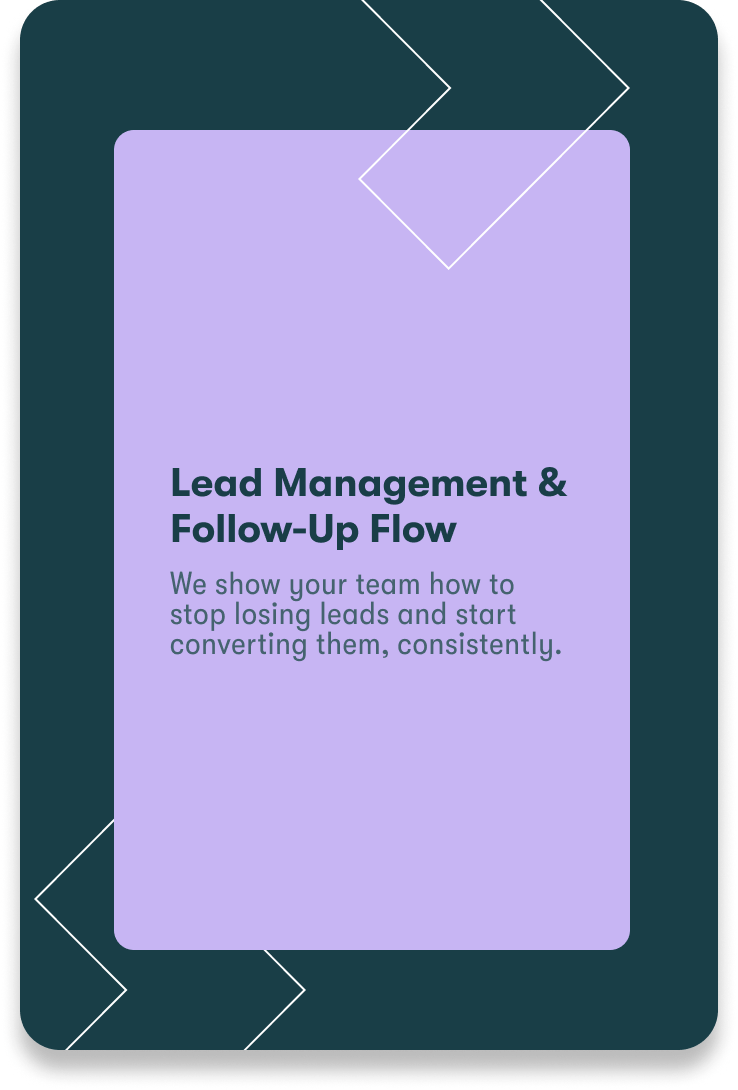 Lead Management &
Follow-Up Flow
We show your team how to
stop losing leads and start
converting them, consistently.